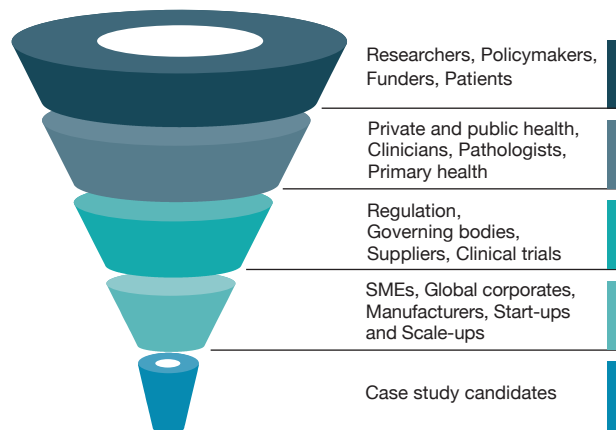 Researchers, Policymakers,
Funders, Patients
Private and public health,
Clinicians, Pathologists,
Primary health
Regulation,
Governing bodies,
Suppliers, Clinical trials
SMEs, Global corporates,
Manufacturers, Start-ups
and Scale-ups
Case study candidates